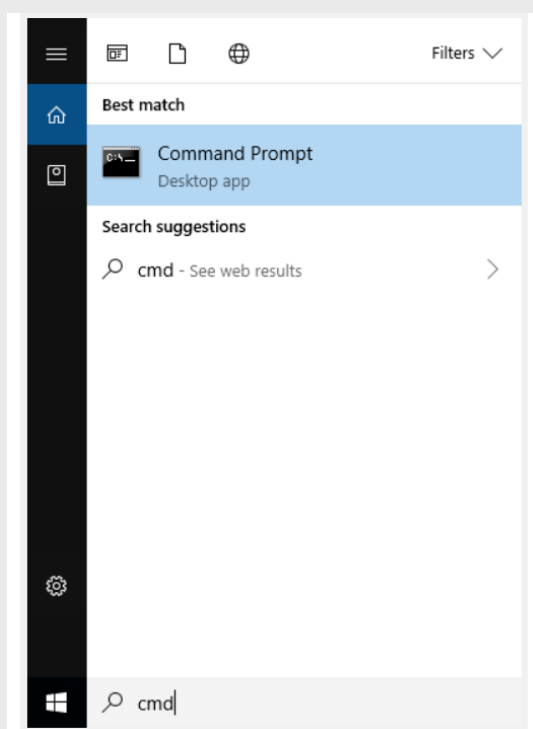 Filters
Best match
C:\_
Command Prompt
Desktop app
Search suggestions
cmd - See web results
cmd